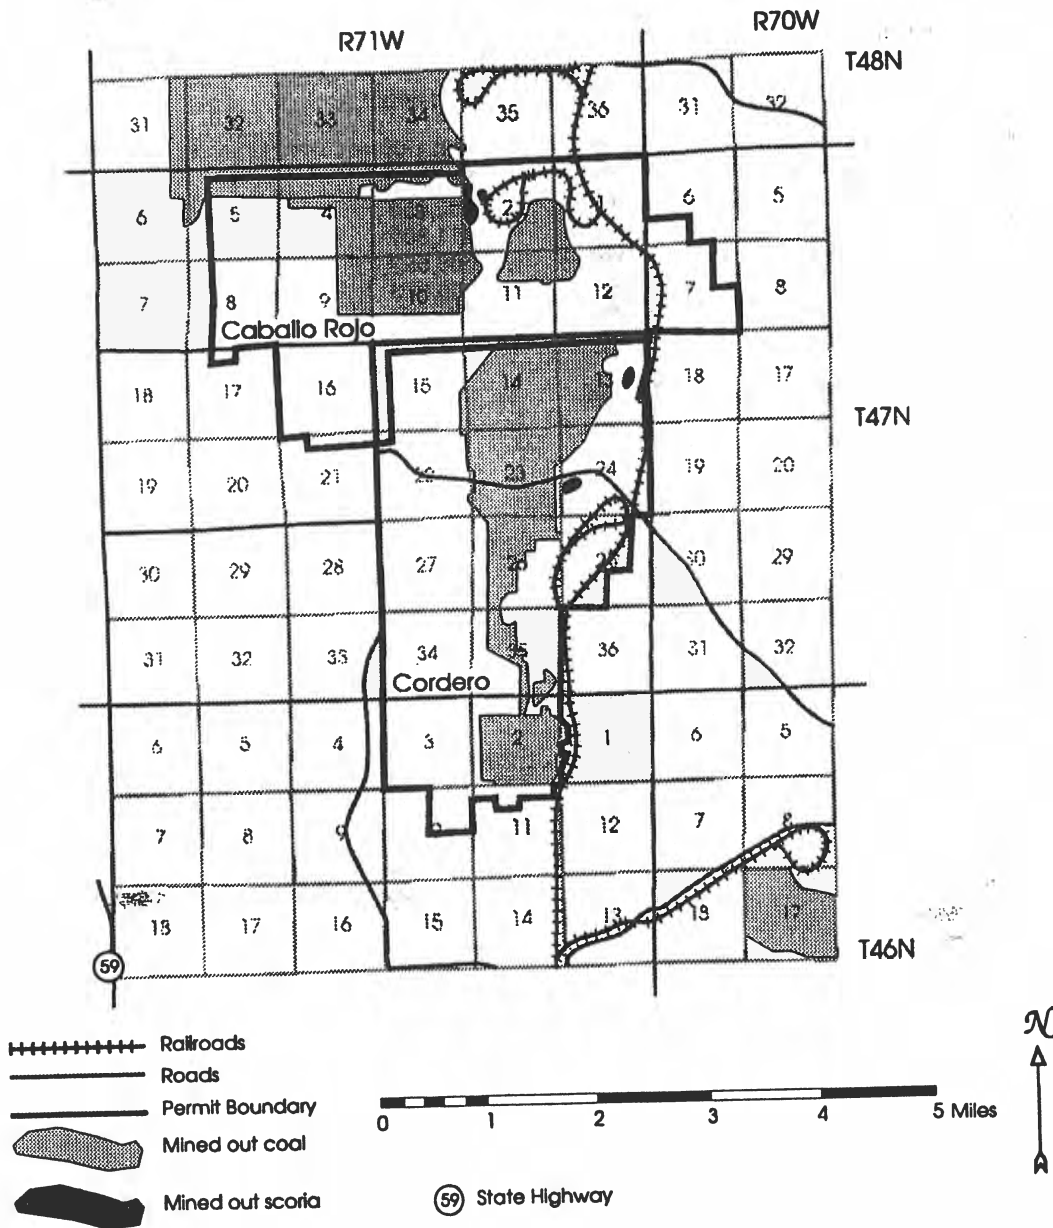 R70W
R71W
T48N
31 32 33 34 35 36 31 32
6 5 4 2 1 6 5
7 8 9 10 11 12 7 8
Caballo Rojo
18 17 16 15 14 13 18 17
T47N
19 20 21 22 23 24 19 20
30 29 28 27 26 25 30 29
31 32 33 34 35 36 31 32
Cordero
6 5 4 3 2 1 6 5
7 8 9 11 12 7 8
18 17 16 15 14 13 18 17
T46N
59
N
Railroads
Roads
Permit Boundary
0 1 2 3 4 5 Miles
Mined out coal
Mined out scoria
59 State Highway